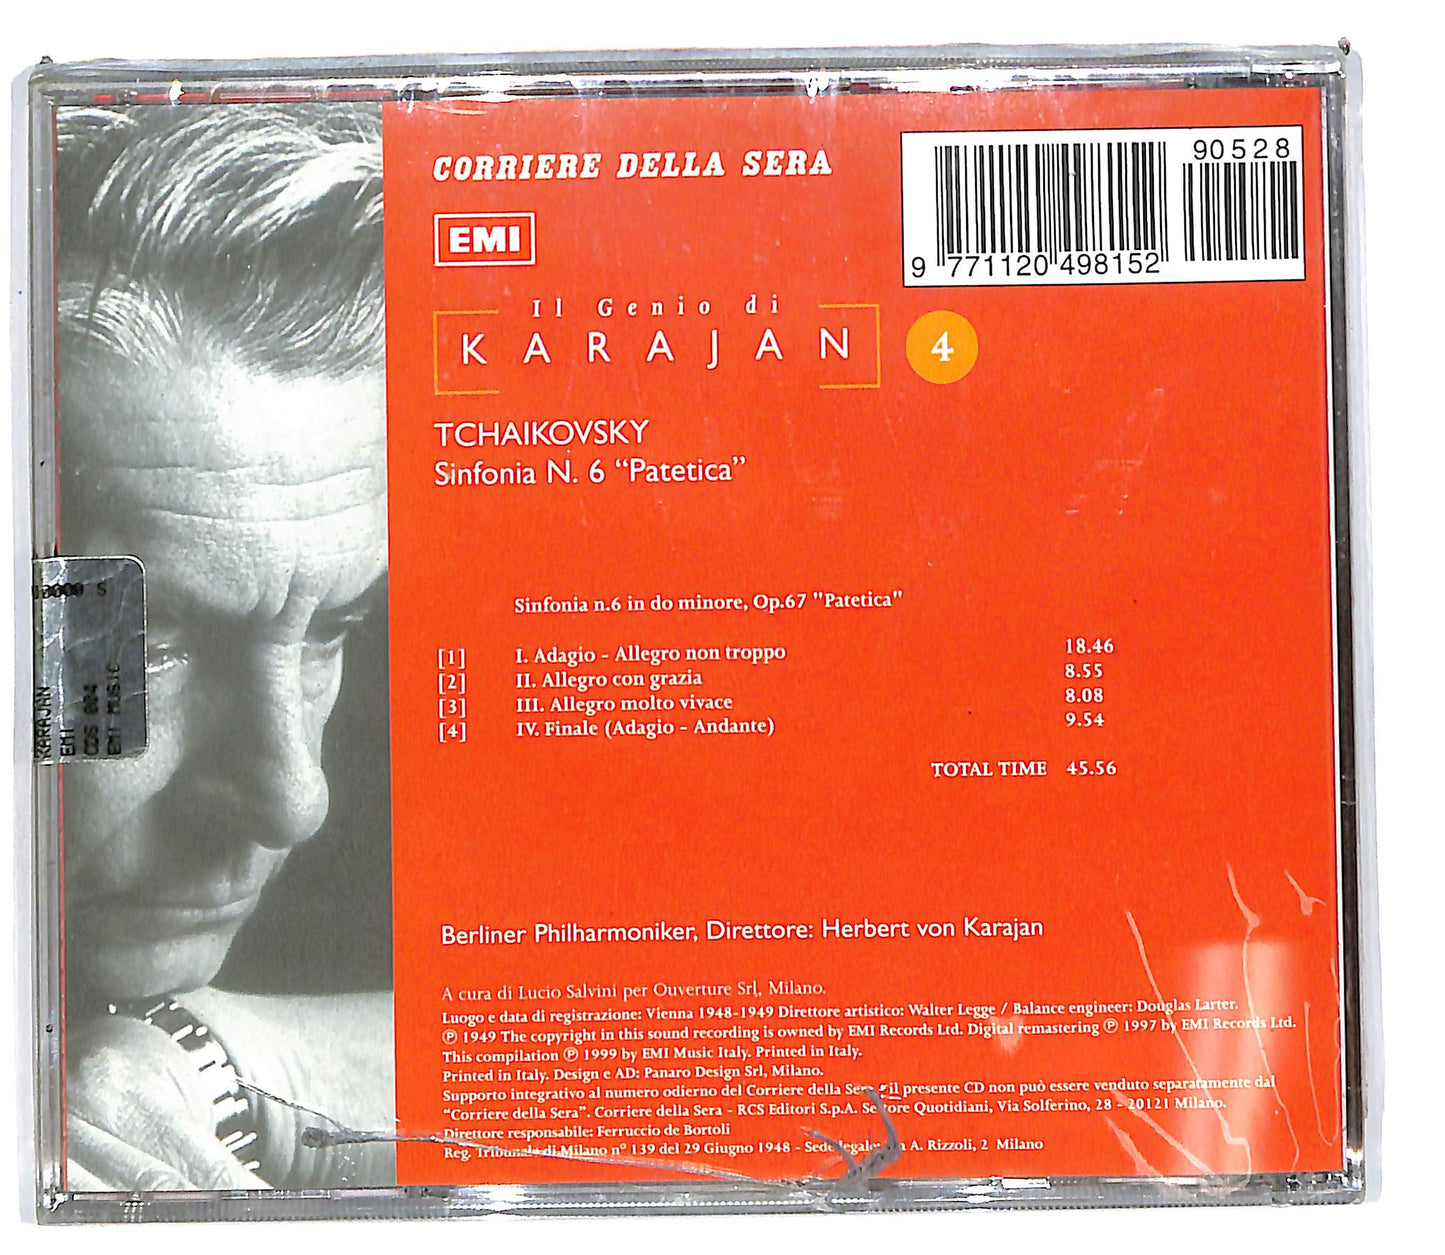 CORRIERE DELLA SERA
90528
9 771120 498152
EMI
Il Genio di
KARAJAN
4
TCHAIKOVSKY
Sinfonia N. 6 “Patetica”
Sinfonia n.6 in do minore, Op.67 "Patetica"
[1] I. Adagio - Allegro non troppo 18.46
[2] II. Allegro con grazia 8.55
[3] III. Allegro molto vivace 8.08
[4] IV. Finale (Adagio - Andante) 9.54
TOTAL TIME 45.56
KARAJAN
EMI
CDS 004
EMI MUSIC
Berliner Philharmoniker, Direttore: Herbert von Karajan
A cura di Lucio Salvini per Ouverture Srl, Milano.
Luogo e data di registrazione: Vienna 1948-1949 Direttore artistico: Walter Legge / Balance engineer: Douglas Larter.
℗ 1949 The copyright in this sound recording is owned by EMI Records Ltd. Digital remastering ℗ 1997 by EMI Records Ltd.
This compilation ℗ 1999 by EMI Music Italy. Printed in Italy.
Printed in Italy. Design e AD: Panaro Design Srl, Milano.
Supporto integrativo al numero odierno del Corriere della Sera il presente CD non può essere venduto separatamente dal
“Corriere della Sera”. Corriere della Sera - RCS Editori S.p.A. Settore Quotidiani, Via Solferino, 28 - 20121 Milano.
Direttore responsabile: Ferruccio de Bortoli
Reg. Tribunale di Milano n° 139 del 29 Giugno 1948 - Sede legale: via A. Rizzoli, 2 Milano